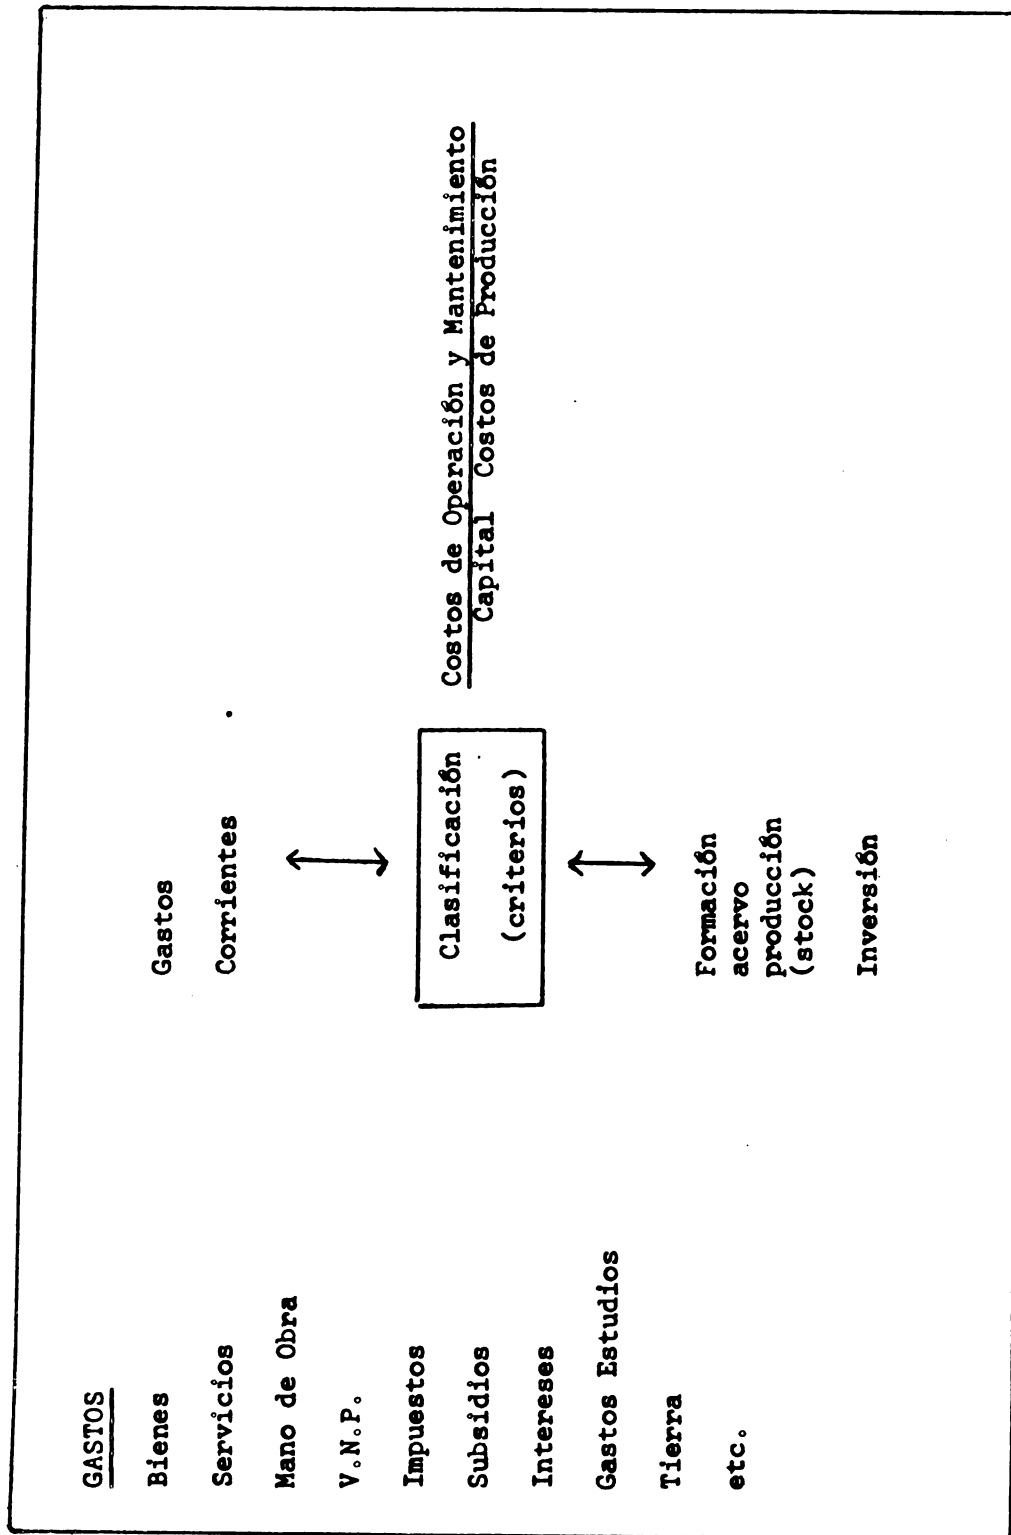 GASTOS
Bienes
Servicios
Mano de Obra
V.N.P.
Impuestos
Subsidios
Intereses
Gastos Estudios
Tierra
etc.
Gastos
Corrientes
Clasificación
(criterios)
Formación
acervo
producción
(stock)
Inversión
Costos de Operación y Mantenimiento
Capital Costos de Producción